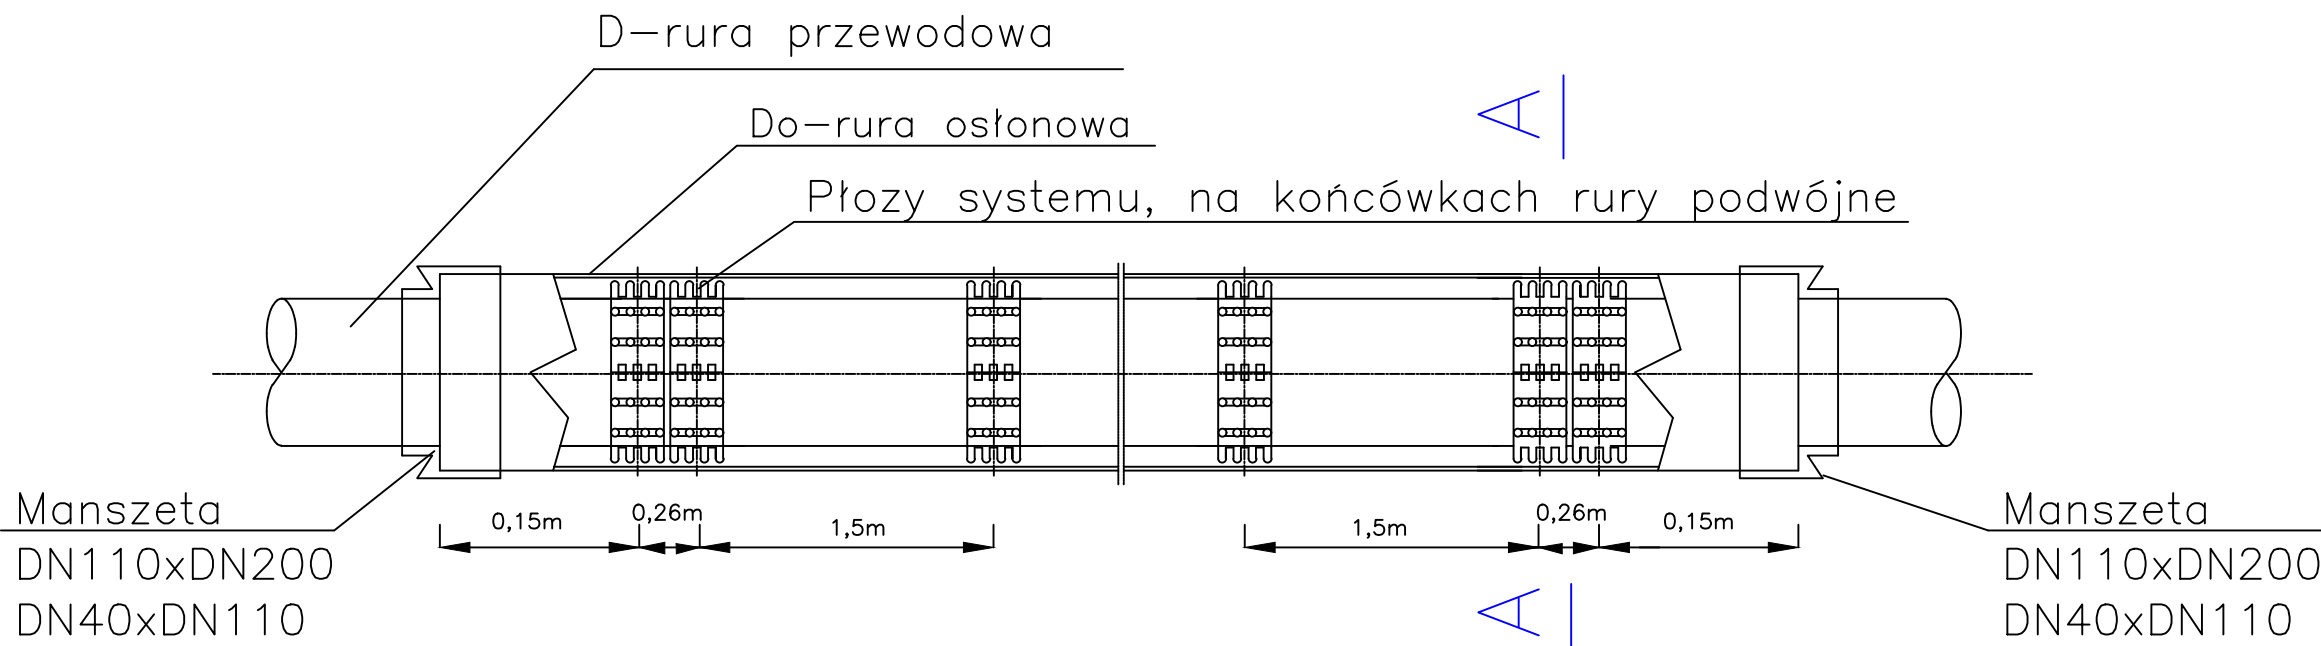 D-rura przewodowa
A
Do-rura osłonowa
Płozy systemu, na końcówkach rury podwójne
Manszeta
DN110xDN200
DN40xDN110
0,15m
0,26m
1,5m
1,5m
0,26m
0,15m
Manszeta
DN110xDN200
DN40xDN110
A